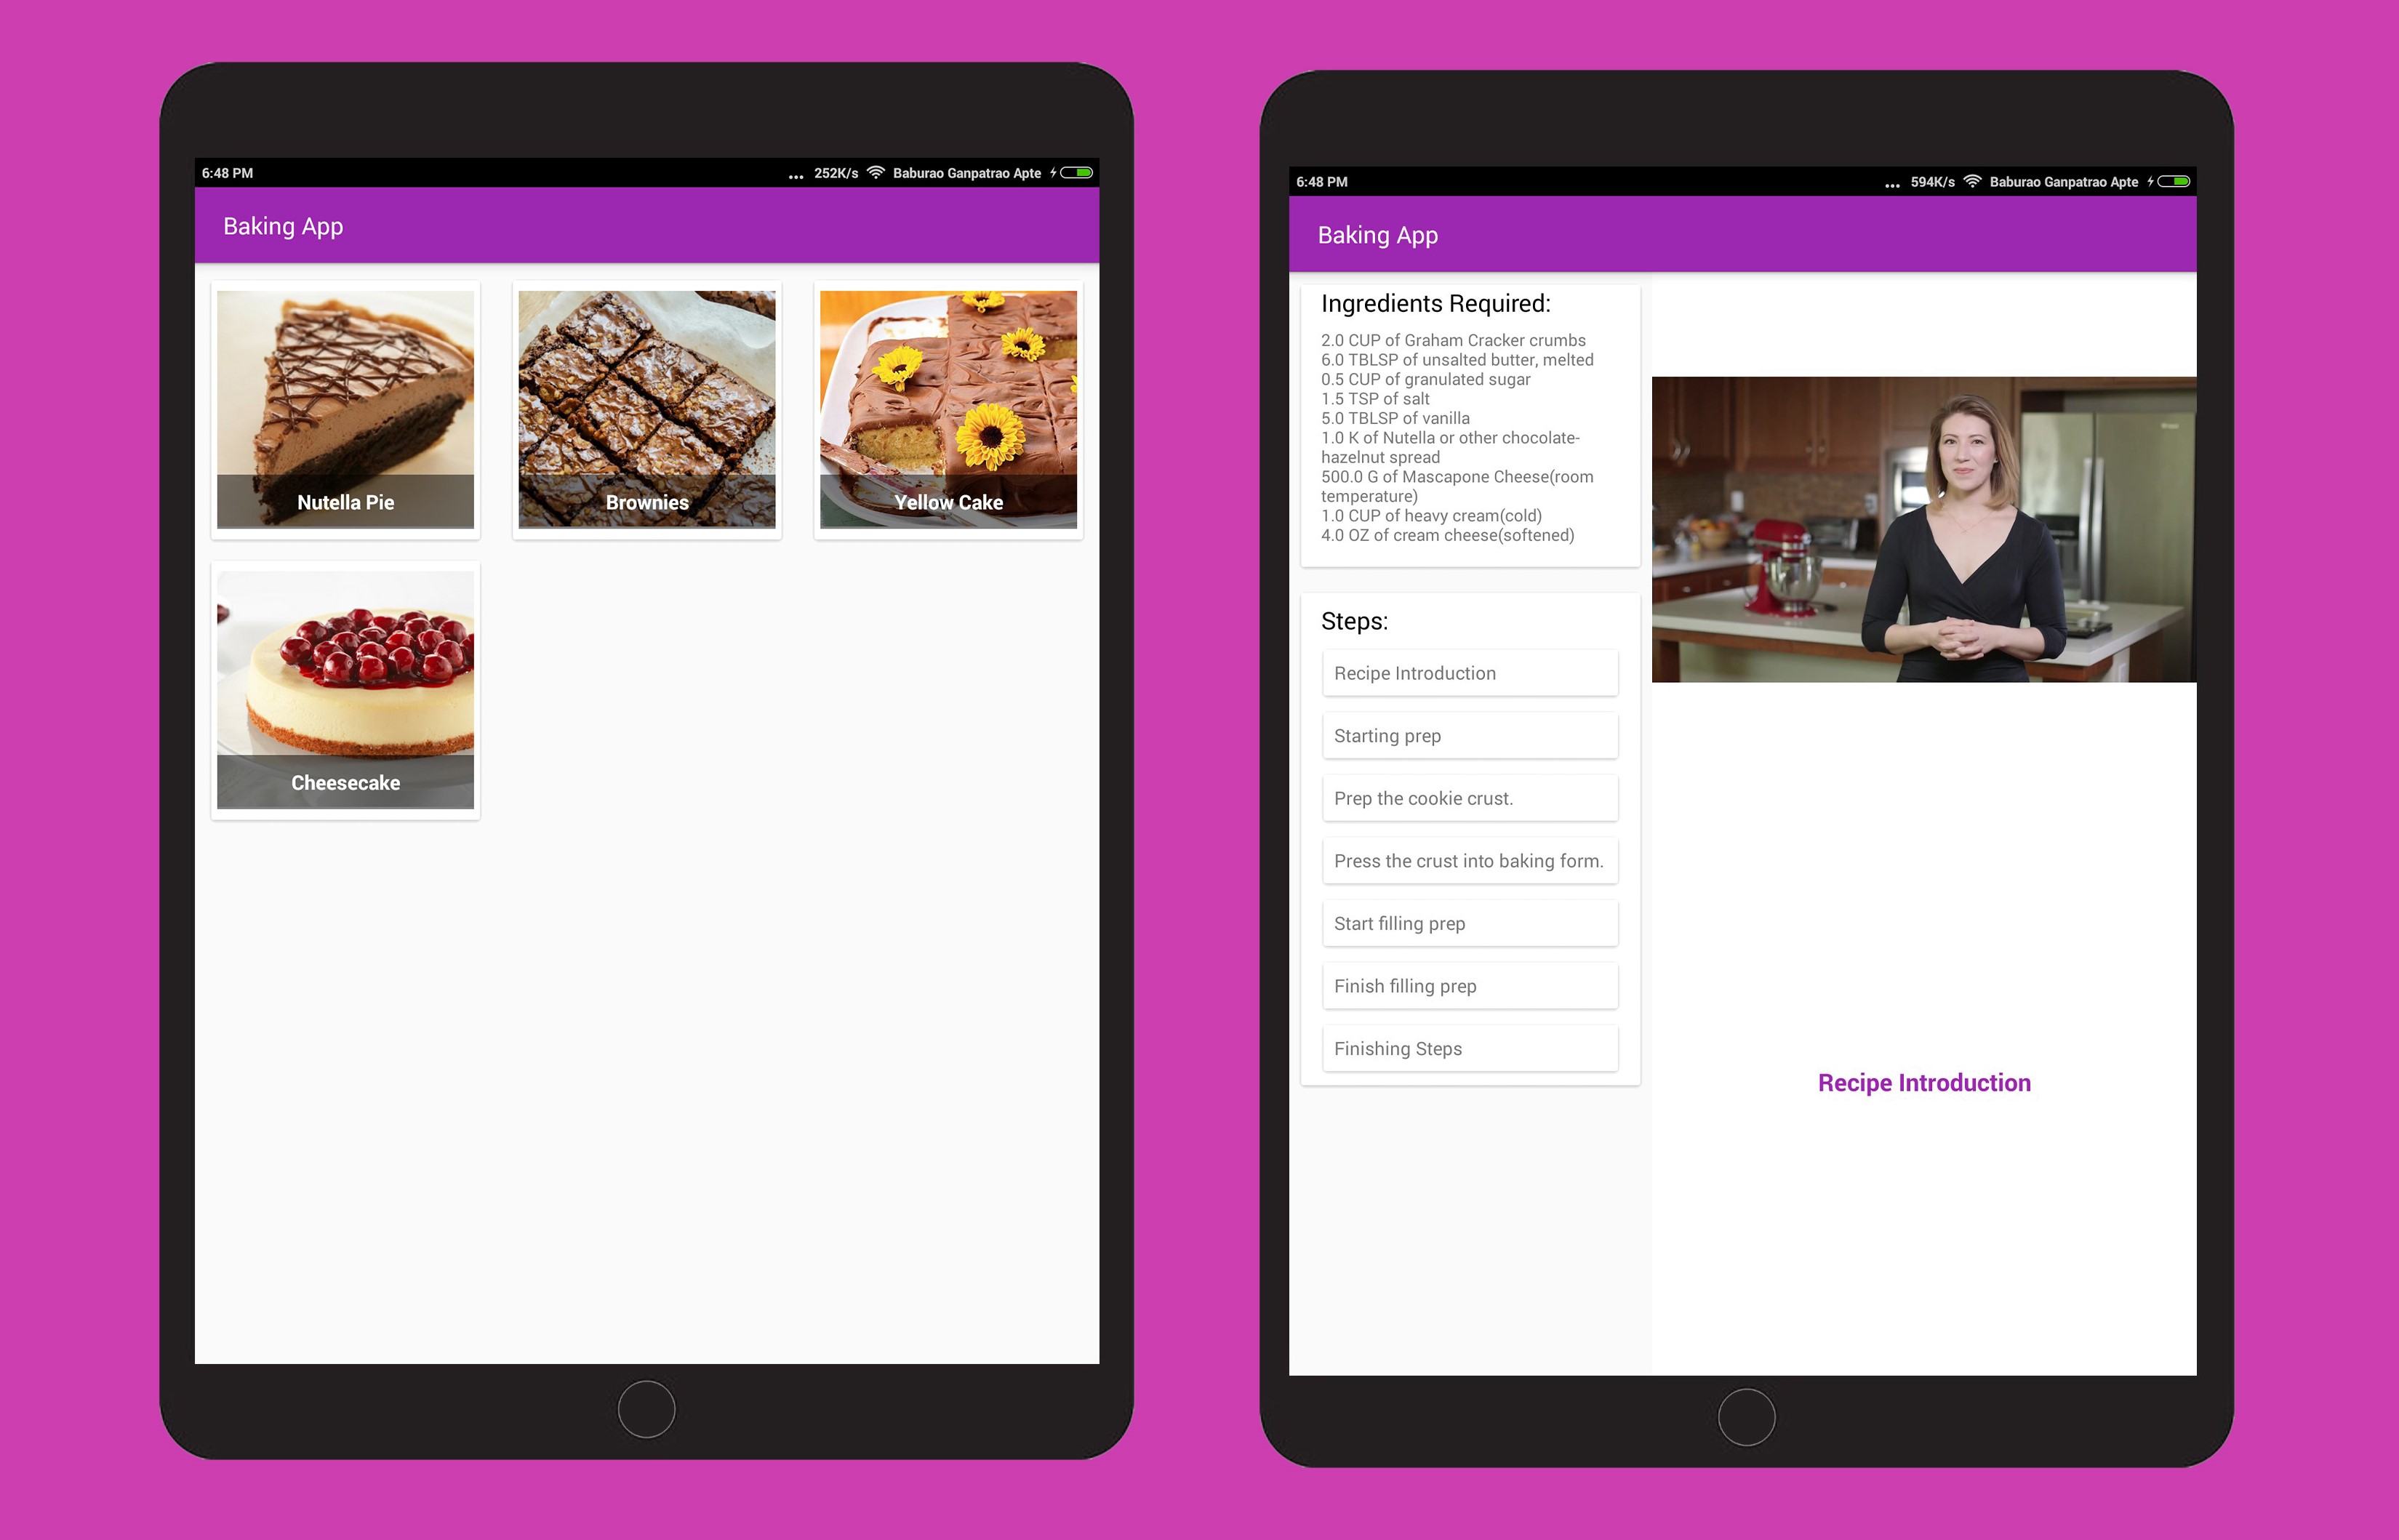 6:48 PM ... 252K/s Baburao Ganpatrao Apte
Baking App
Nutella Pie
Brownies
Yellow Cake
Cheesecake
6:48 PM ... 594K/s Baburao Ganpatrao Apte
Baking App
Ingredients Required:
2.0 CUP of Graham Cracker crumbs
6.0 TBLSP of unsalted butter, melted
0.5 CUP of granulated sugar
1.5 TSP of salt
5.0 TBLSP of vanilla
1.0 K of Nutella or other chocolate-
hazelnut spread
500.0 G of Mascapone Cheese(room
temperature)
1.0 CUP of heavy cream(cold)
4.0 OZ of cream cheese(softened)
Steps:
Recipe Introduction
Starting prep
Prep the cookie crust.
Press the crust into baking form.
Start filling prep
Finish filling prep
Finishing Steps
Recipe Introduction